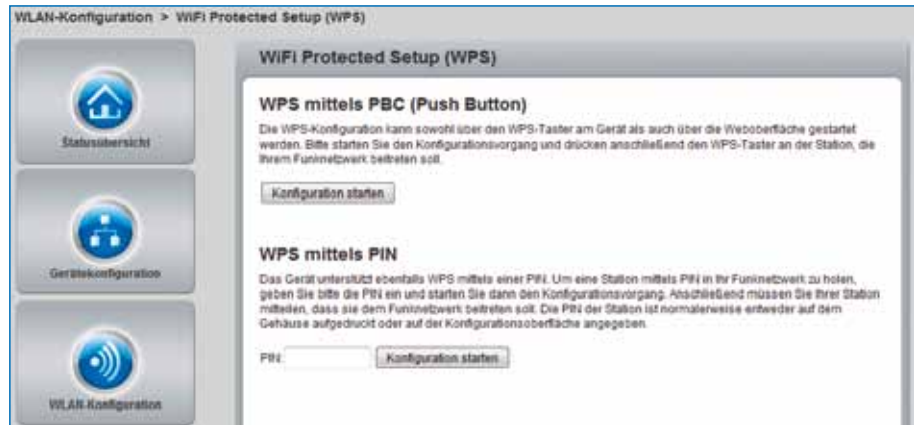 WLAN-Konfiguration > WiFi Protected Setup (WPS)
Statusübersicht
Gerätekonfiguration
WLAN-Konfiguration
WiFi Protected Setup (WPS)
WPS mittels PBC (Push Button)
Die WPS-Konfiguration kann sowohl über den WPS-Taster am Gerät als auch über die Weboberfläche gestartet
werden. Bitte starten Sie den Konfigurationsvorgang und drücken anschließend den WPS-Taster an der Station, die
Ihrem Funknetzwerk beitreten soll.
Konfiguration starten
WPS mittels PIN
Das Gerät unterstützt ebenfalls WPS mittels einer PIN. Um eine Station mittels PIN in Ihr Funknetzwerk zu holen,
geben Sie bitte die PIN ein und starten Sie dann den Konfigurationsvorgang. Anschließend müssen Sie Ihrer Station
mitteilen, dass sie dem Funknetzwerk beitreten soll. Die PIN der Station ist normalerweise entweder auf dem
Gehäuse aufgedruckt oder auf der Konfigurationsoberfläche angegeben.
PIN: Konfiguration starten